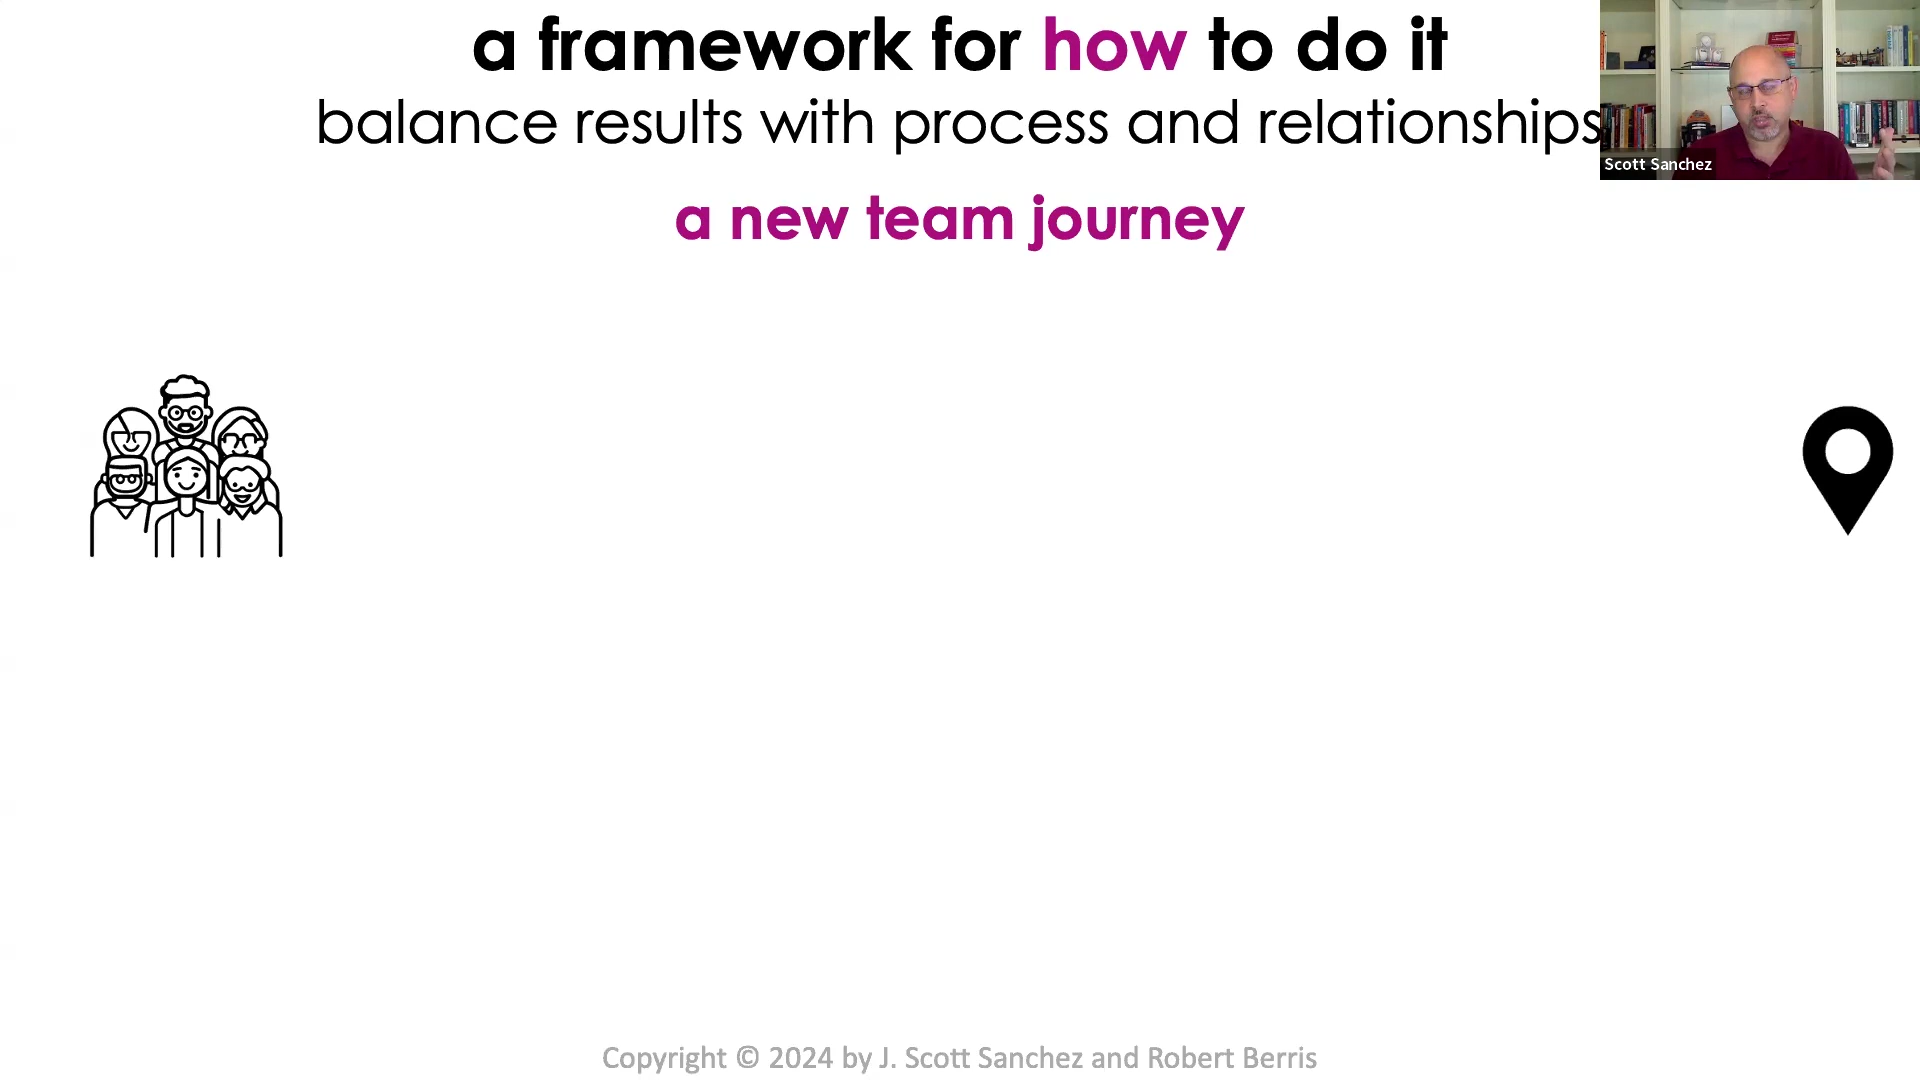 a framework for how to do it
balance results with process and relationships
Scott Sanchez
a new team journey
Copyright © 2024 by J. Scott Sanchez and Robert Berris